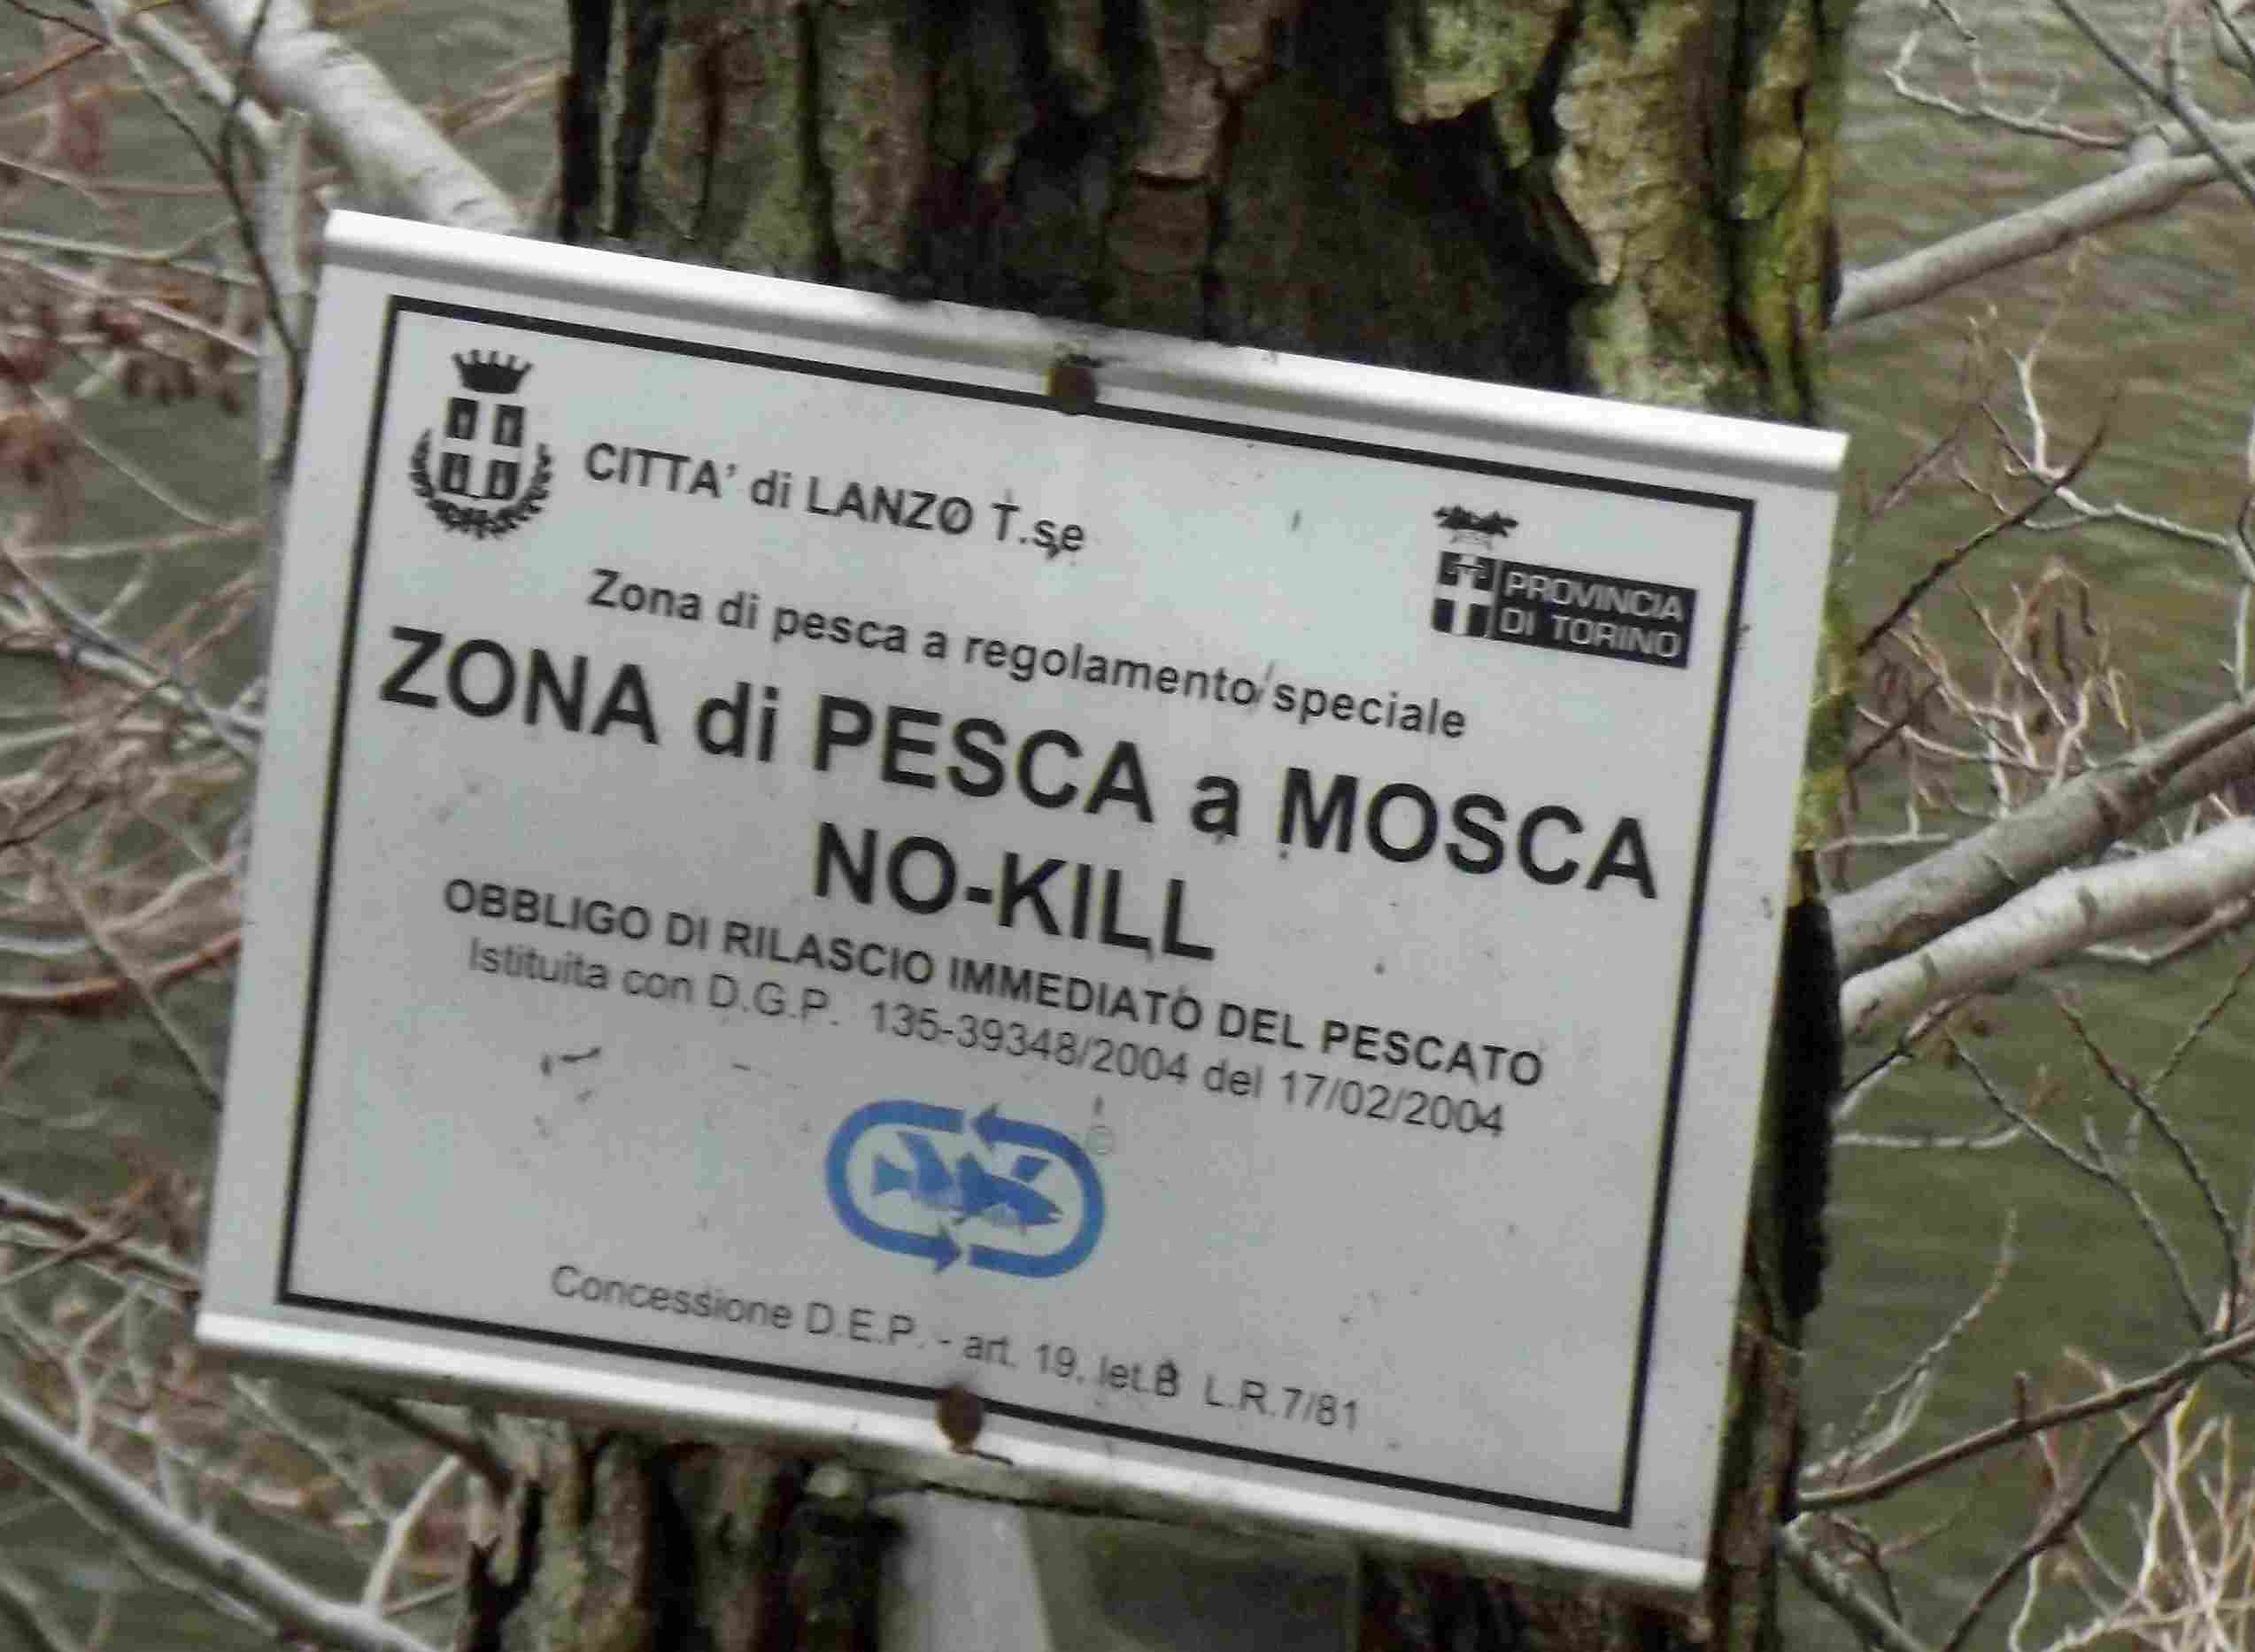 CITTA' di LANZO T.se
PROVINCIA
DI TORINO
Zona di pesca a regolamento speciale
ZONA di PESCA a MOSCA
NO-KILL
OBBLIGO DI RILASCIO IMMEDIATO DEL PESCATO
Istituita con D.G.P. 135-39348/2004 del 17/02/2004
©
Concessione D.E.P. - art. 19, let.B L.R.7/81